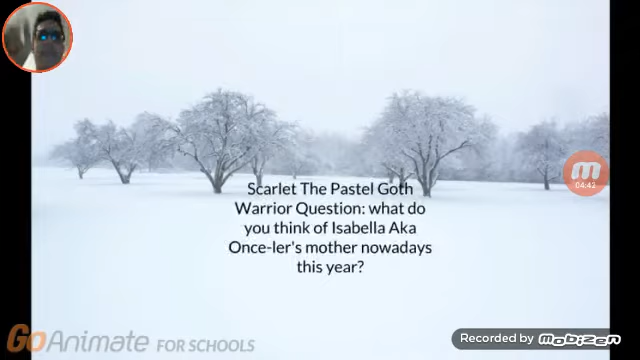 Scarlet The Pastel Goth
Warrior Question: what do
you think of Isabella Aka
Once-ler's mother nowadays
this year?
04:42
GoAnimate FOR SCHOOLS
Recorded by mobizen